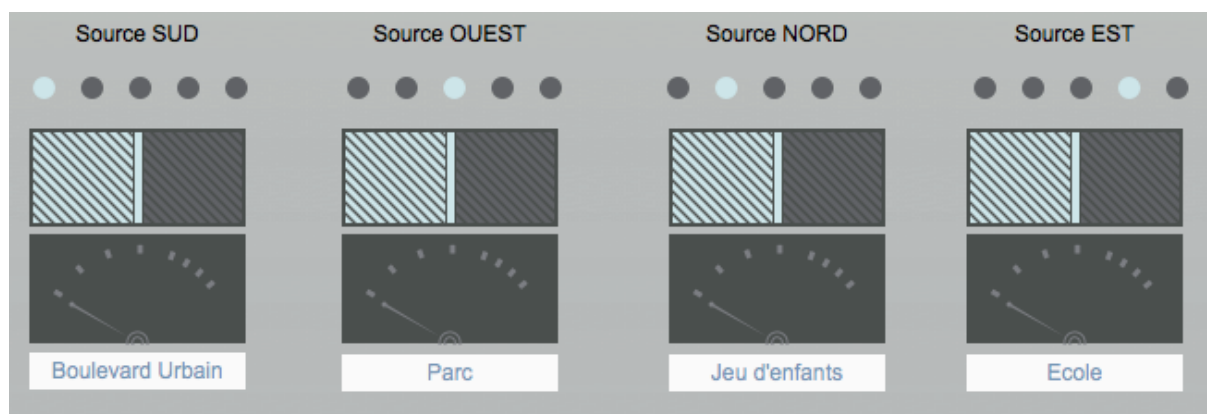 Source SUD
Source OUEST
Source NORD
Source EST
Boulevard Urbain
Parc
Jeu d'enfants
Ecole